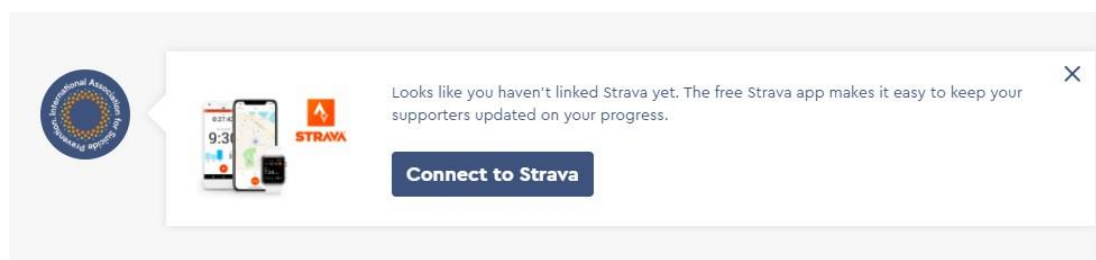 International Association for Suicide Prevention
Looks like you haven't linked Strava yet. The free Strava app makes it easy to keep your
supporters updated on your progress.
9:3
STRAVA
Connect to Strava